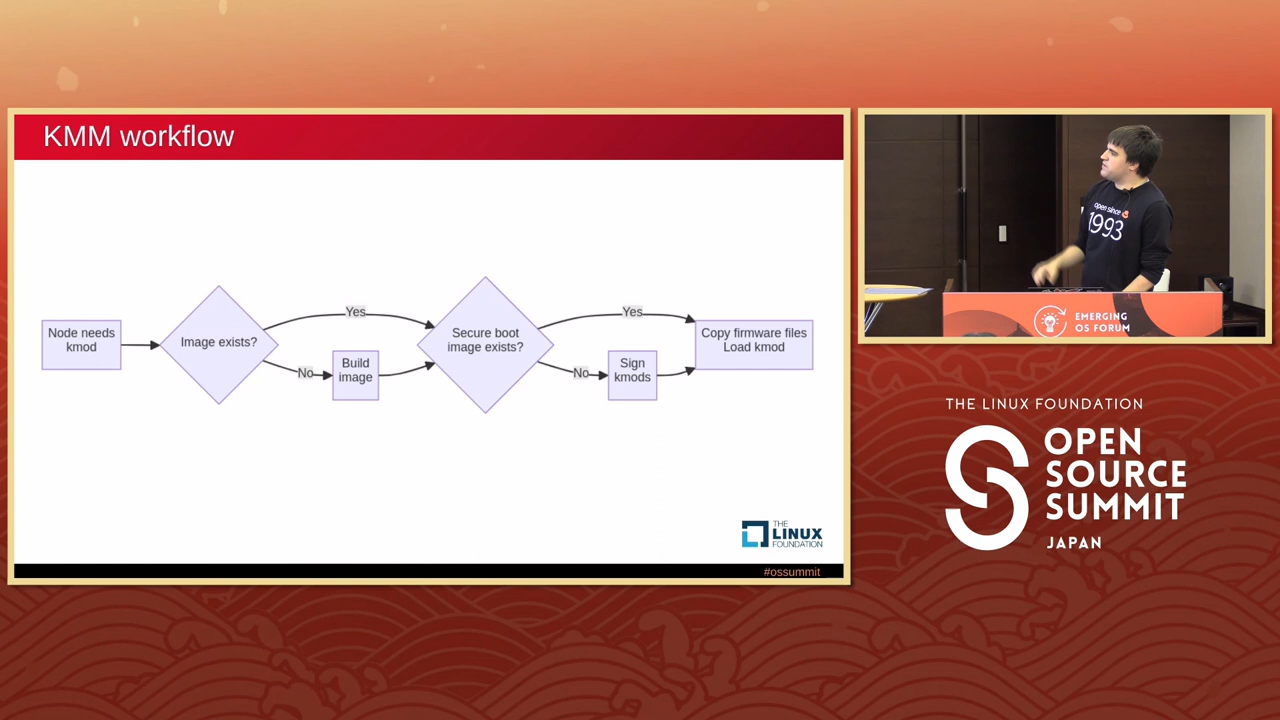 KMM workflow
Node needs
kmod
Image exists?
Yes
No
Build
image
Secure boot
image exists?
Yes
No
Sign
kmods
Copy firmware files
Load kmod
THE
LINUX
FOUNDATION
#ossummit
open since
1993
EMERGING
OS FORUM
THE LINUX FOUNDATION
OPEN
SOURCE
SUMMIT
JAPAN